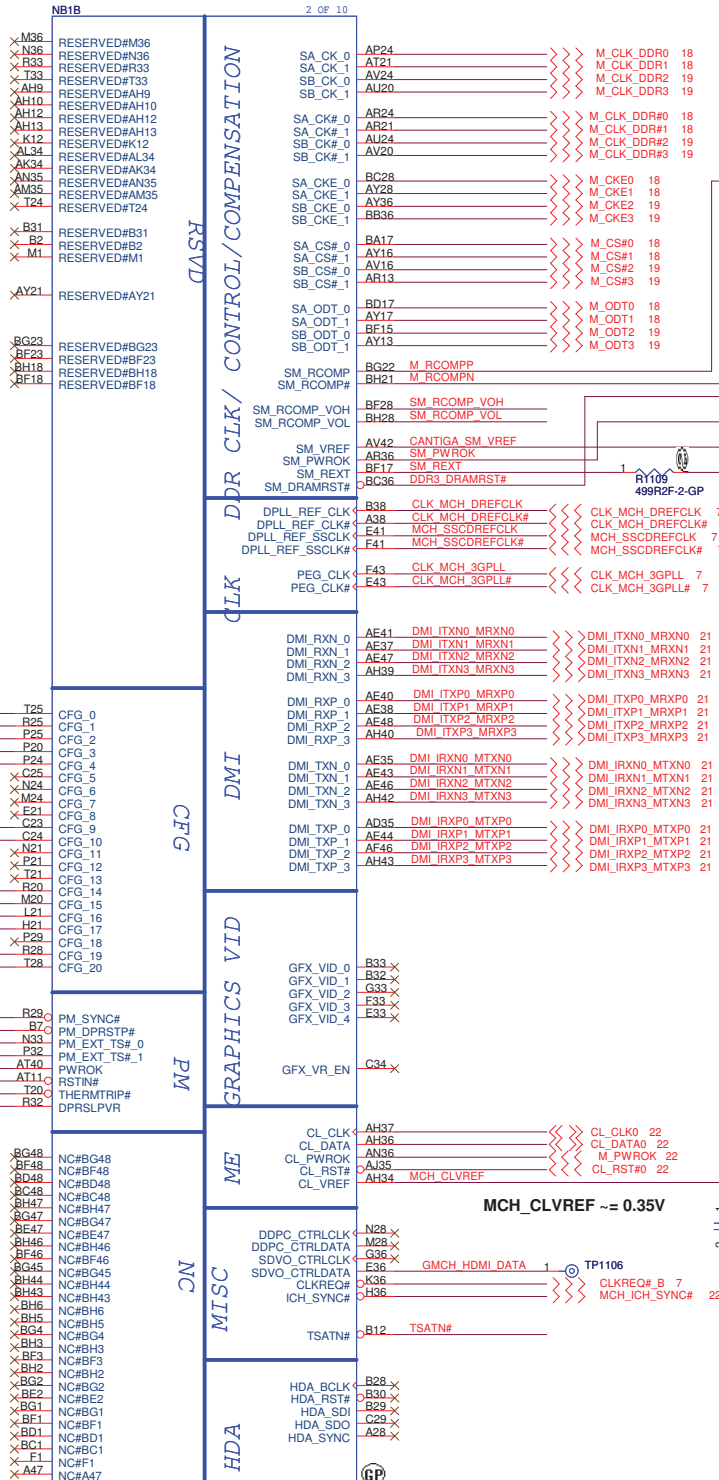 NB1B 2 OF 10
M36 RESERVED#M36
N36 RESERVED#N36
R33 RESERVED#R33
T33 RESERVED#T33
AH9 RESERVED#AH9
AH10 RESERVED#AH10
AH12 RESERVED#AH12
AH13 RESERVED#AH13
K12 RESERVED#K12
AL34 RESERVED#AL34
AK34 RESERVED#AK34
AN35 RESERVED#AN35
AM35 RESERVED#AM35
T24 RESERVED#T24
B31 RESERVED#B31
B2 RESERVED#B2
M1 RESERVED#M1
AY21 RESERVED#AY21
BG23 RESERVED#BG23
BF23 RESERVED#BF23
BH18 RESERVED#BH18
BF18 RESERVED#BF18
RSVD
T25 CFG_0
R25 CFG_1
P25 CFG_2
P20 CFG_3
P24 CFG_4
C25 CFG_5
N24 CFG_6
M24 CFG_7
E21 CFG_8
C23 CFG_9
C24 CFG_10
N21 CFG_11
P21 CFG_12
T21 CFG_13
R20 CFG_14
M20 CFG_15
L21 CFG_16
H21 CFG_17
P29 CFG_18
R28 CFG_19
T28 CFG_20
CFG
R29 PM_SYNC#
B7 PM_DPRSTP#
N33 PM_EXT_TS#_0
P32 PM_EXT_TS#_1
AT40 PWROK
AT11 RSTIN#
T20 THERMTRIP#
R32 DPRSLPVR
PM
BG48 NC#BG48
BF48 NC#BF48
BD48 NC#BD48
BC48 NC#BC48
BH47 NC#BH47
BG47 NC#BG47
BE47 NC#BE47
BH46 NC#BH46
BF46 NC#BF46
BG45 NC#BG45
BH44 NC#BH44
BH43 NC#BH43
BH6 NC#BH6
BH5 NC#BH5
BG4 NC#BG4
BH3 NC#BH3
BF3 NC#BF3
BH2 NC#BH2
BG2 NC#BG2
BE2 NC#BE2
BG1 NC#BG1
BF1 NC#BF1
BD1 NC#BD1
BC1 NC#BC1
F1 NC#F1
A47 NC#A47
NC
DDR CLK/ CONTROL/COMPENSATION
SA_CK_0 AP24 M_CLK_DDR0 18
SA_CK_1 AT21 M_CLK_DDR1 18
SB_CK_0 AV24 M_CLK_DDR2 19
SB_CK_1 AU20 M_CLK_DDR3 19
SA_CK#_0 AR24 M_CLK_DDR#0 18
SA_CK#_1 AR21 M_CLK_DDR#1 18
SB_CK#_0 AU24 M_CLK_DDR#2 19
SB_CK#_1 AV20 M_CLK_DDR#3 19
SA_CKE_0 BC28 M_CKE0 18
SA_CKE_1 AY28 M_CKE1 18
SB_CKE_0 AY36 M_CKE2 19
SB_CKE_1 BB36 M_CKE3 19
SA_CS#_0 BA17 M_CS#0 18
SA_CS#_1 AY16 M_CS#1 18
SB_CS#_0 AV16 M_CS#2 19
SB_CS#_1 AR13 M_CS#3 19
SA_ODT_0 BD17 M_ODT0 18
SA_ODT_1 AY17 M_ODT1 18
SB_ODT_0 BF15 M_ODT2 19
SB_ODT_1 AY13 M_ODT3 19
SM_RCOMP BG22 M_RCOMPP
SM_RCOMP# BH21 M_RCOMPN
SM_RCOMP_VOH BF28 SM_RCOMP_VOH
SM_RCOMP_VOL BH28 SM_RCOMP_VOL
SM_VREF AV42 CANTIGA_SM_VREF
SM_PWROK AR36 SM_PWROK
SM_REXT BF17 SM_REXT 1 R1109
SM_DRAMRST# BC36 DDR3_DRAMRST# 499R2F-2-GP
CLK
DPLL_REF_CLK B38 CLK_MCH_DREFCLK CLK_MCH_DREFCLK 7
DPLL_REF_CLK# A38 CLK_MCH_DREFCLK# CLK_MCH_DREFCLK#
DPLL_REF_SSCLK E41 MCH_SSCDREFCLK MCH_SSCDREFCLK 7
DPLL_REF_SSCLK# F41 MCH_SSCDREFCLK# MCH_SSCDREFCLK#
PEG_CLK F43 CLK_MCH_3GPLL CLK_MCH_3GPLL 7
PEG_CLK# E43 CLK_MCH_3GPLL# CLK_MCH_3GPLL# 7
DMI
DMI_RXN_0 AE41 DMI_ITXN0_MRXN0 DMI_ITXN0_MRXN0 21
DMI_RXN_1 AE37 DMI_ITXN1_MRXN1 DMI_ITXN1_MRXN1 21
DMI_RXN_2 AE47 DMI_ITXN2_MRXN2 DMI_ITXN2_MRXN2 21
DMI_RXN_3 AH39 DMI_ITXN3_MRXN3 DMI_ITXN3_MRXN3 21
DMI_RXP_0 AE40 DMI_ITXP0_MRXP0 DMI_ITXP0_MRXP0 21
DMI_RXP_1 AE38 DMI_ITXP1_MRXP1 DMI_ITXP1_MRXP1 21
DMI_RXP_2 AE48 DMI_ITXP2_MRXP2 DMI_ITXP2_MRXP2 21
DMI_RXP_3 AH40 DMI_ITXP3_MRXP3 DMI_ITXP3_MRXP3 21
DMI_TXN_0 AE35 DMI_IRXN0_MTXN0 DMI_IRXN0_MTXN0 21
DMI_TXN_1 AE43 DMI_IRXN1_MTXN1 DMI_IRXN1_MTXN1 21
DMI_TXN_2 AE46 DMI_IRXN2_MTXN2 DMI_IRXN2_MTXN2 21
DMI_TXN_3 AH42 DMI_IRXN3_MTXN3 DMI_IRXN3_MTXN3 21
DMI_TXP_0 AD35 DMI_IRXP0_MTXP0 DMI_IRXP0_MTXP0 21
DMI_TXP_1 AE44 DMI_IRXP1_MTXP1 DMI_IRXP1_MTXP1 21
DMI_TXP_2 AF46 DMI_IRXP2_MTXP2 DMI_IRXP2_MTXP2 21
DMI_TXP_3 AH43 DMI_IRXP3_MTXP3 DMI_IRXP3_MTXP3 21
GRAPHICS VID
GFX_VID_0 B33
GFX_VID_1 B32
GFX_VID_2 G33
GFX_VID_3 F33
GFX_VID_4 E33
GFX_VR_EN C34
ME
CL_CLK AH37 CL_CLK0 22
CL_DATA AH36 CL_DATA0 22
CL_PWROK AN36 M_PWROK 22
CL_RST# AJ35 CL_RST#0 22
CL_VREF AH34 MCH_CLVREF
MCH_CLVREF ~= 0.35V
MISC
DDPC_CTRLCLK N28
DDPC_CTRLDATA M28
SDVO_CTRLCLK G36
SDVO_CTRLDATA E36 GMCH_HDMI_DATA 1 TP1106
CLKREQ# K36 CLKREQ#_B 7
ICH_SYNC# H36 MCH_ICH_SYNC# 22
TSATN# B12 TSATN#
HDA
HDA_BCLK B28
HDA_RST# B30
HDA_SDI B29
HDA_SDO C29
HDA_SYNC A28
GP